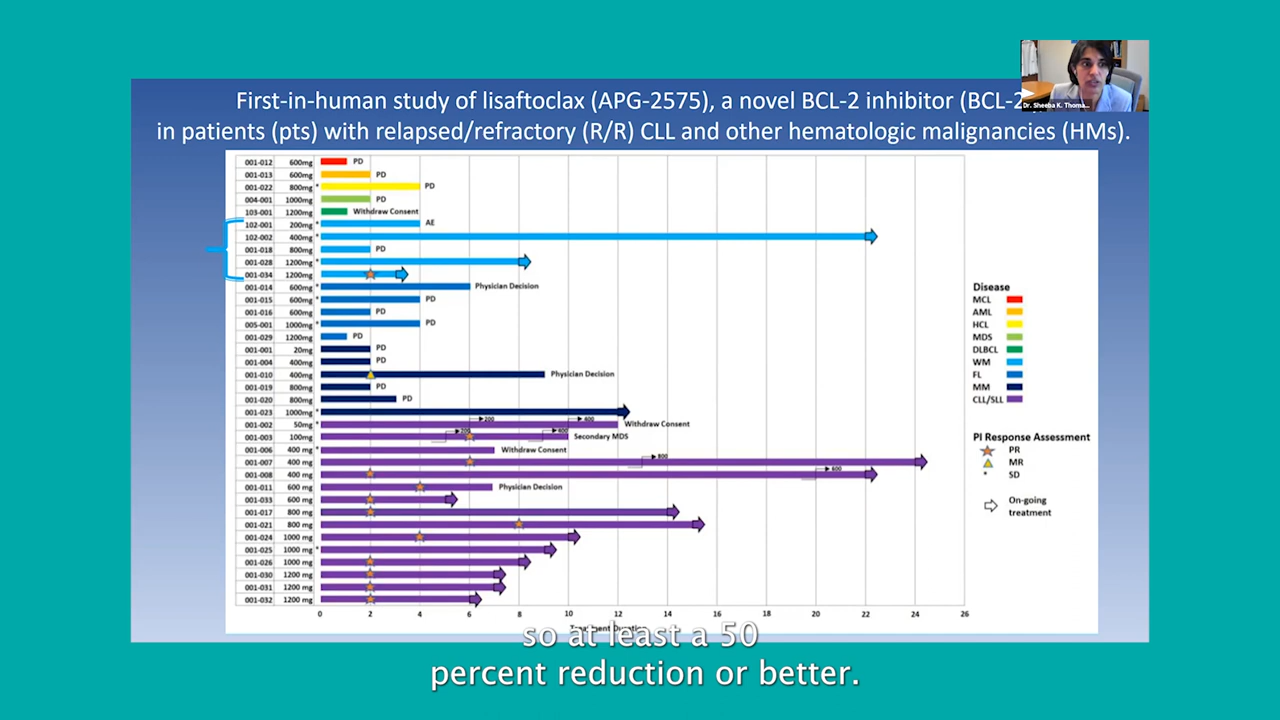 First-in-human study of lisaftoclax (APG-2575), a novel BCL-2 inhibitor (BCL-2
in patients (pts) with relapsed/refractory (R/R) CLL and other hematologic malignancies (HMs).
Dr. Sheeba K. Thoma...
001-012 600mg PD
001-013 600mg PD
001-022 800mg * PD
004-001 1000mg PD
103-001 1200mg Withdraw Consent
102-001 200mg * AE
102-002 400mg *
001-018 800mg PD
001-028 1200mg *
001-034 1200mg
001-014 600mg * Physician Decision
001-015 600mg * PD
001-016 600mg PD
005-001 1000mg * PD
001-029 1200mg PD
001-001 20mg PD
001-004 400mg PD
001-010 400mg Physician Decision
001-019 800mg PD
001-020 800mg PD
001-023 1000mg *
001-002 50mg * 200 400 Withdraw Consent
001-003 100mg 200 400 Secondary MDS
001-006 400 mg * Withdraw Consent
001-007 400 mg 800
001-008 400 mg 600
001-011 600 mg Physician Decision
001-033 600 mg
001-017 800 mg
001-021 800 mg
001-024 1000 mg
001-025 1000 mg *
001-026 1000 mg
001-030 1200 mg
001-031 1200 mg
001-032 1200 mg
0 2 4 6 8 10 12 14 16 18 20 22 24 26
Treatment Duration
Disease
MCL
AML
HCL
MDS
DLBCL
WM
FL
MM
CLL/SLL
PI Response Assessment
PR
MR
* SD
On-going
treatment
so at least a 50
percent reduction or better.